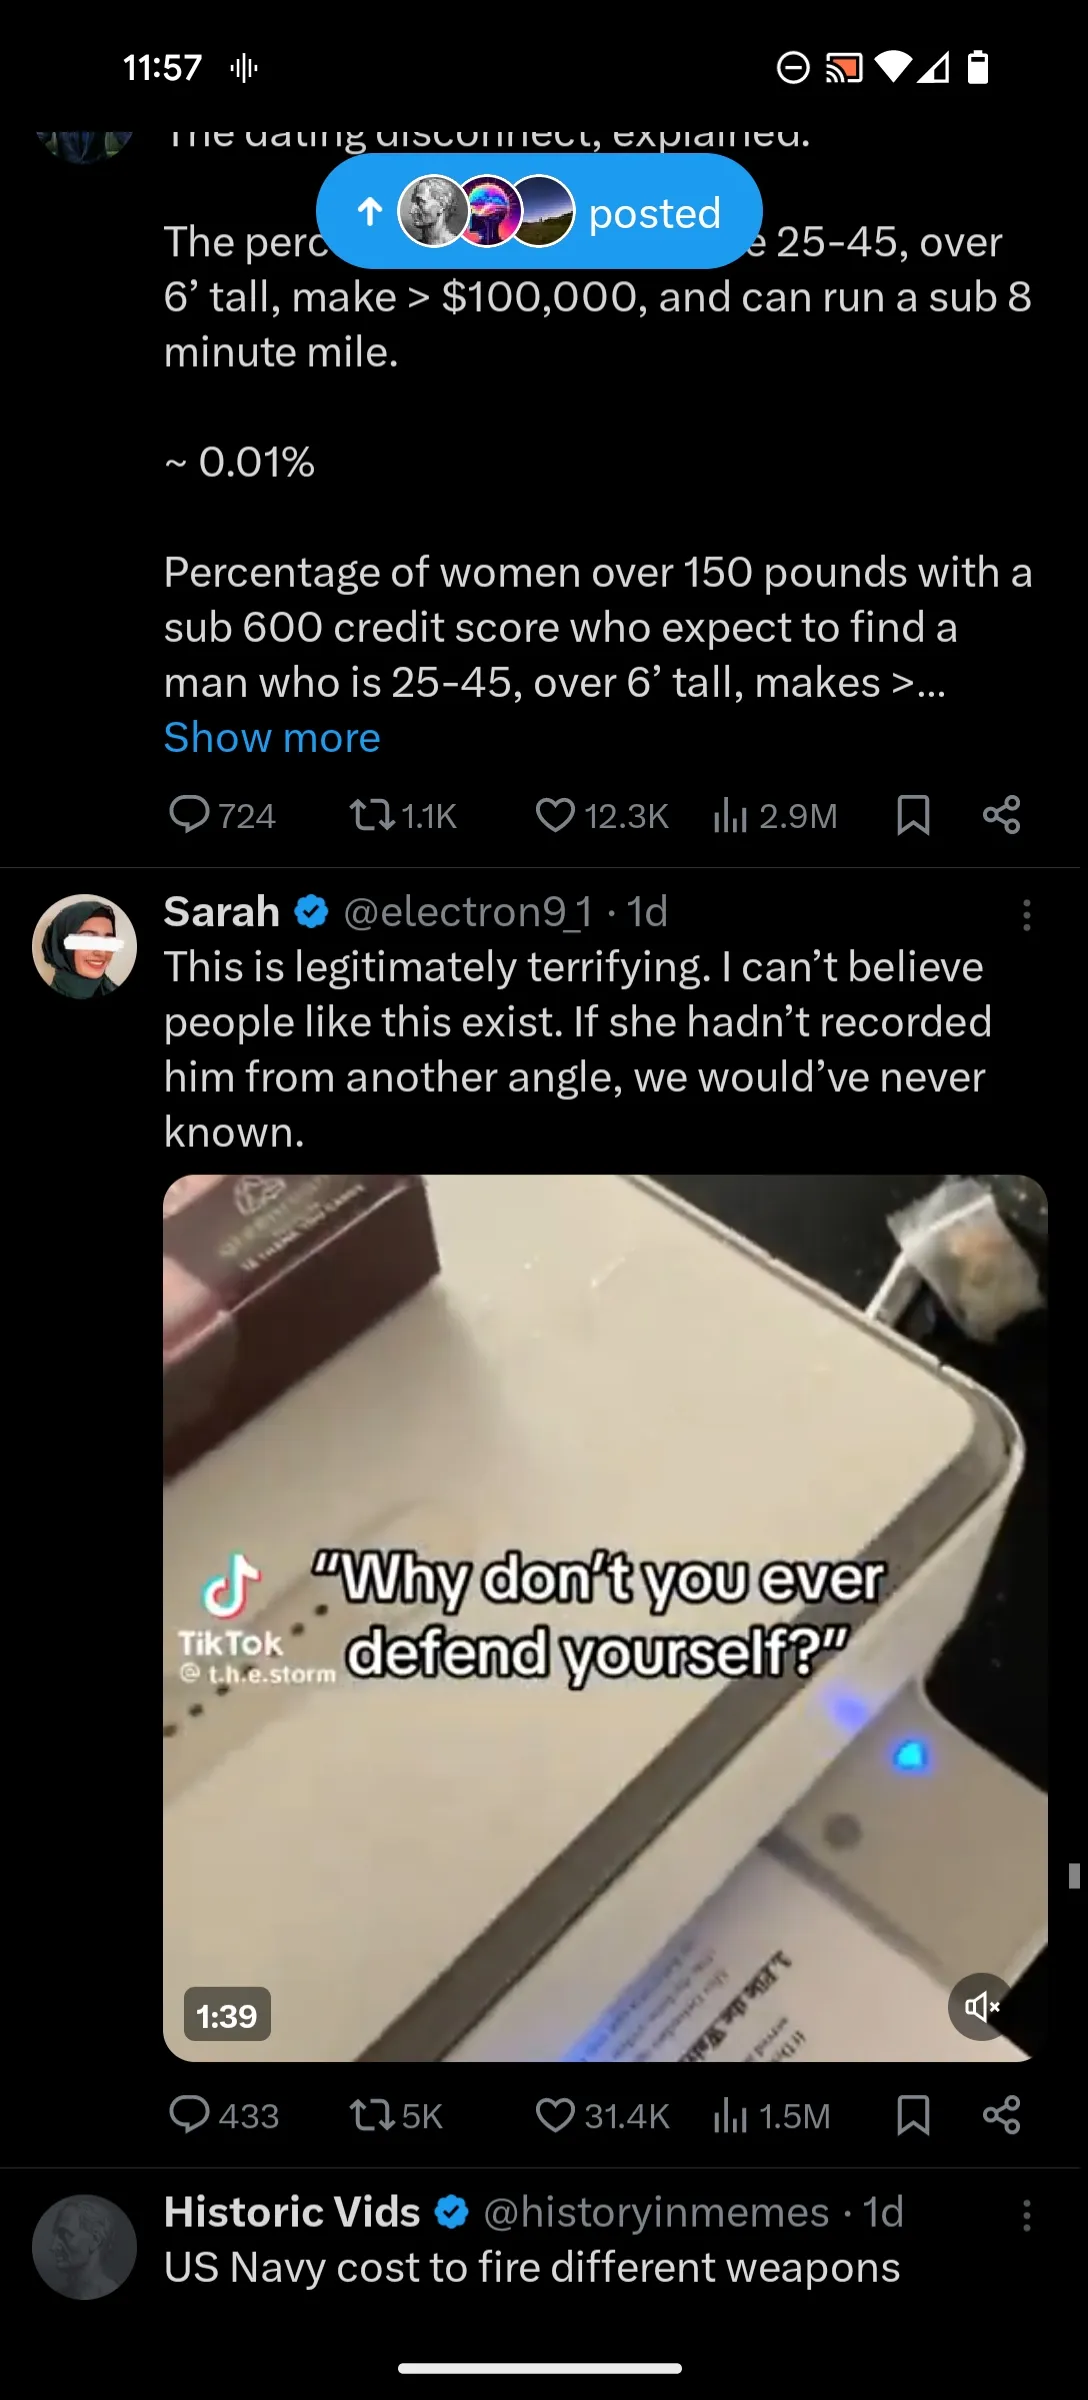 11:57
The dating disconnect, explained.
posted
The perc
e 25-45, over
6’ tall, make > $100,000, and can run a sub 8
minute mile.
~ 0.01%
Percentage of women over 150 pounds with a
sub 600 credit score who expect to find a
man who is 25-45, over 6’ tall, makes >...
Show more
724
1.1K
12.3K
2.9M
Sarah @electron9_1 · 1d
This is legitimately terrifying. I can’t believe
people like this exist. If she hadn’t recorded
him from another angle, we would’ve never
known.
“Why don’t you ever
defend yourself?”
TikTok
@ t.h.e.storm
1. File the
1:39
433
5K
31.4K
1.5M
Historic Vids @historyinmemes · 1d
US Navy cost to fire different weapons